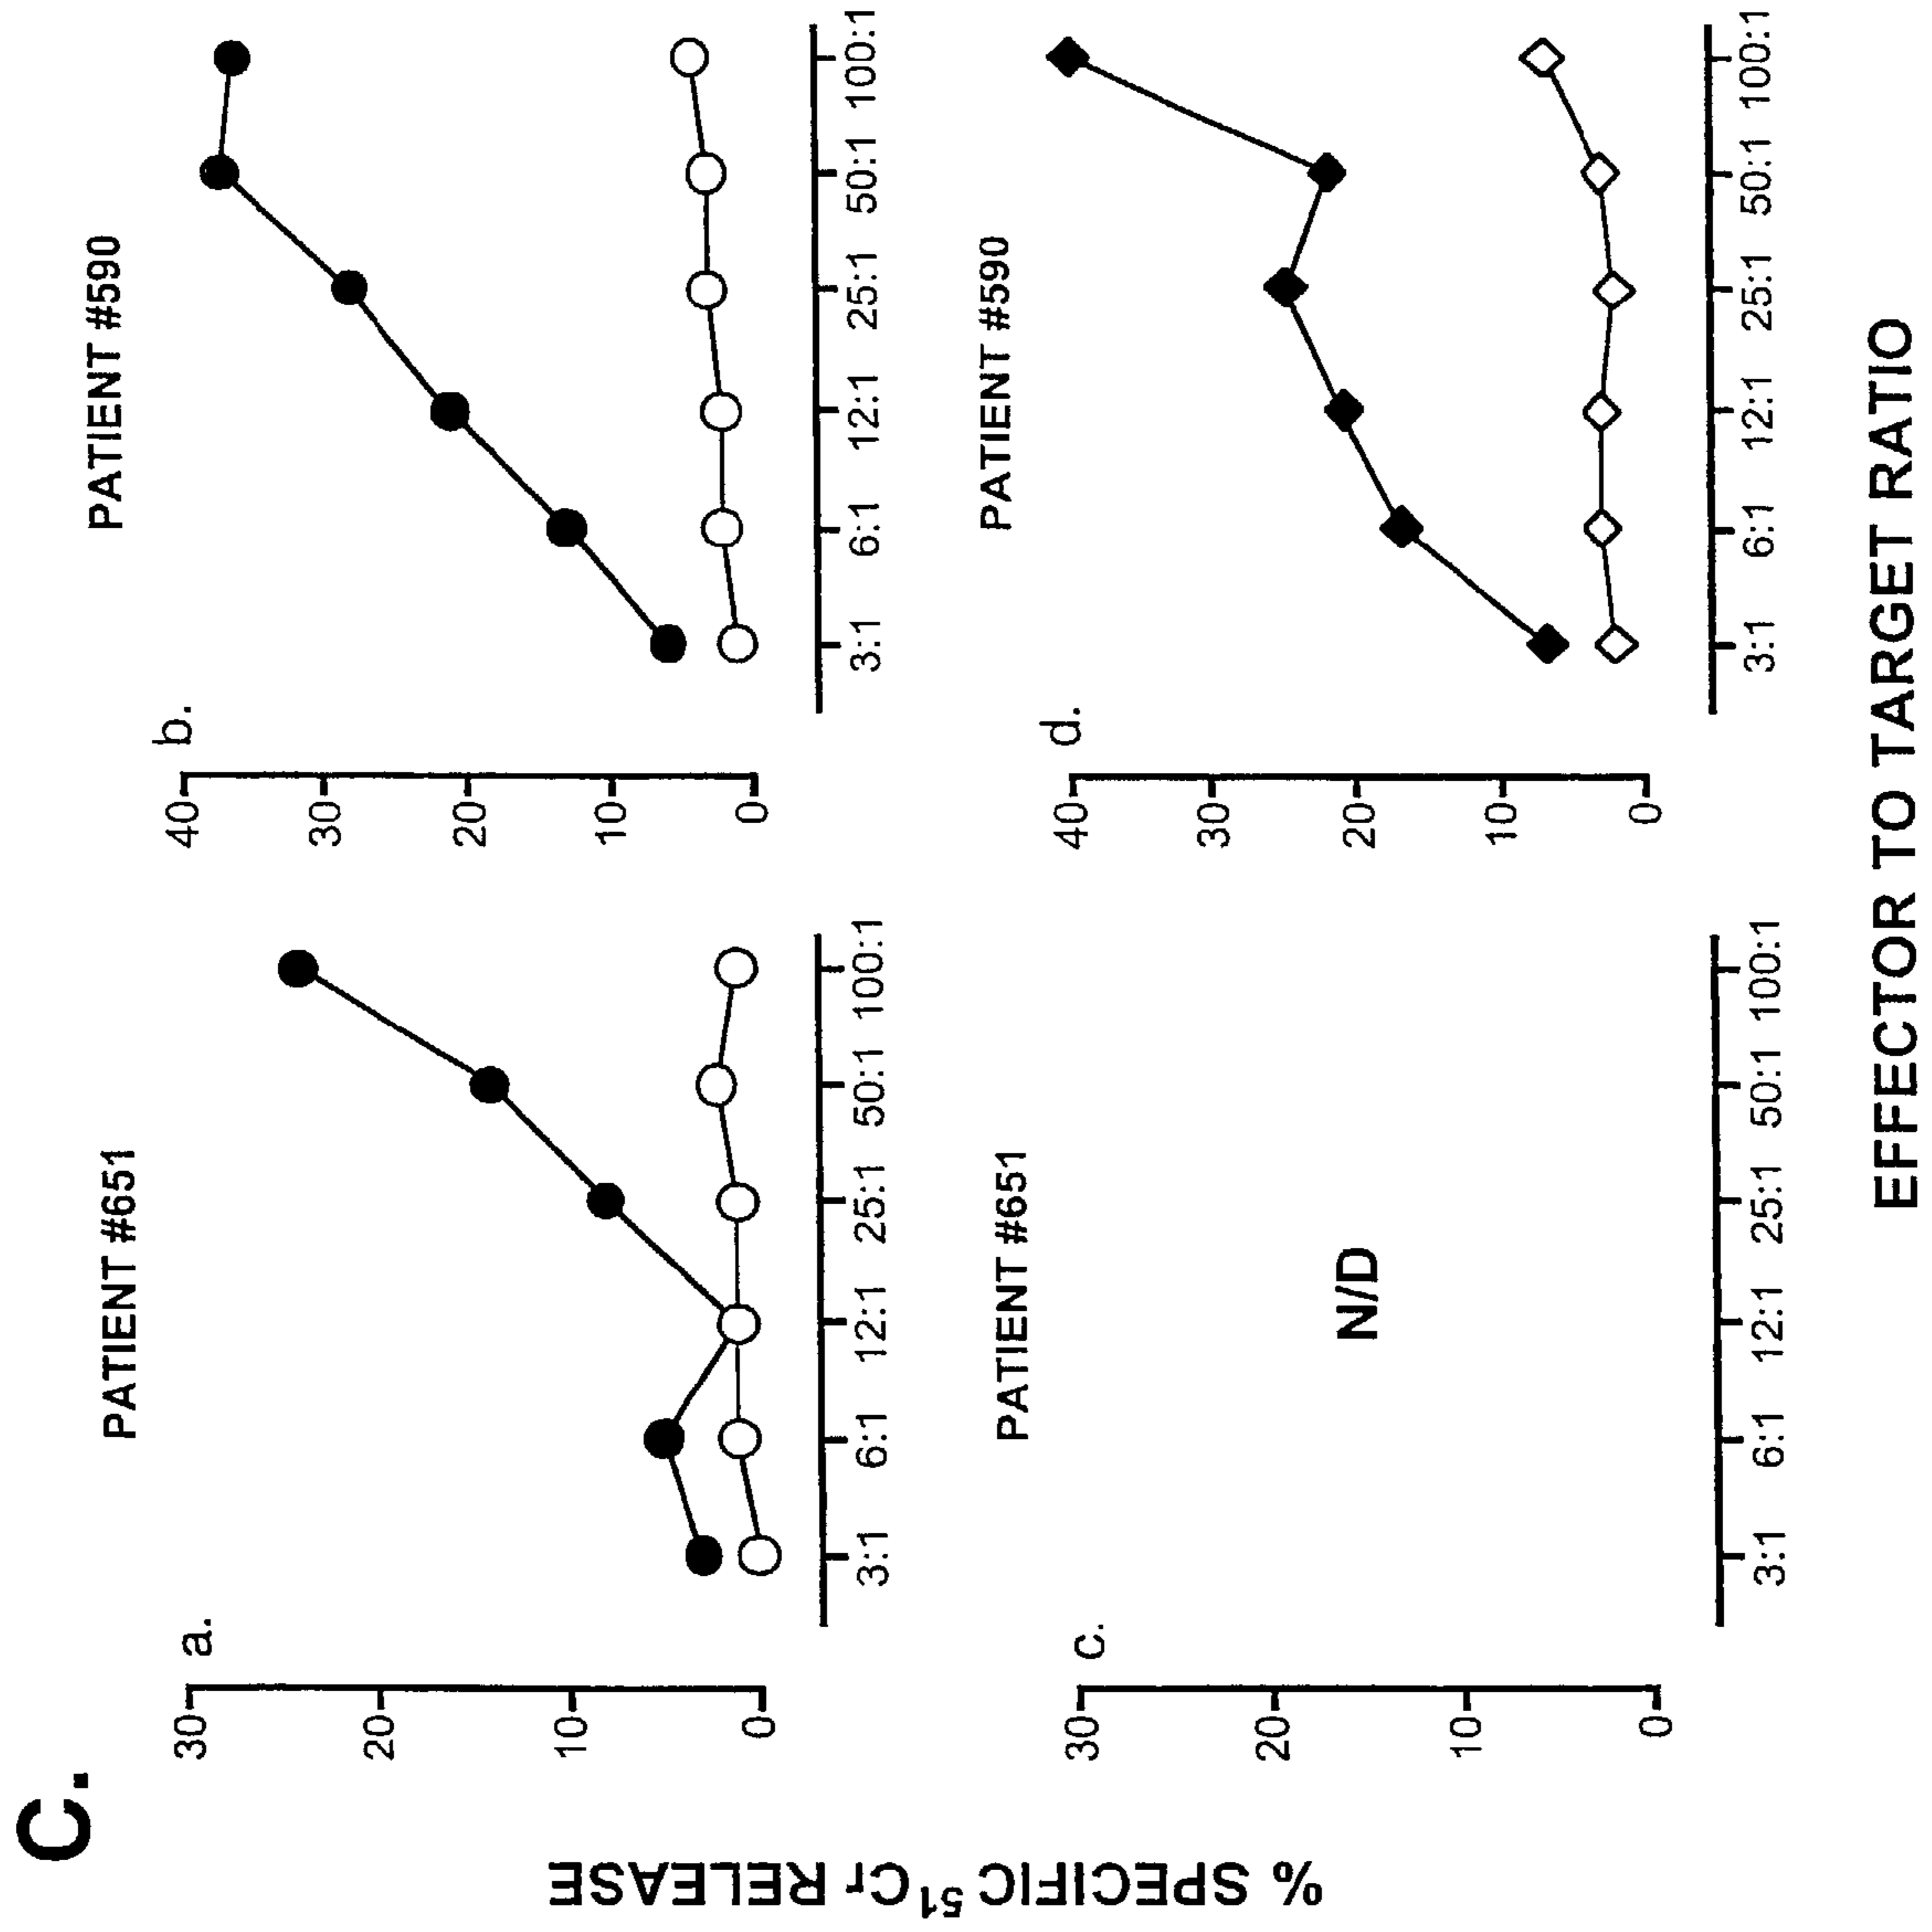 C.
% SPECIFIC ⁵¹Cr RELEASE
PATIENT #651
a.
30
20
10
0
3:1 6:1 12:1 25:1 50:1 100:1
PATIENT #590
b.
40
30
20
10
0
3:1 6:1 12:1 25:1 50:1 100:1
PATIENT #651
c.
30
20
10
0
N/D
3:1 6:1 12:1 25:1 50:1 100:1
PATIENT #590
d.
40
30
20
10
0
3:1 6:1 12:1 25:1 50:1 100:1
EFFECTOR TO TARGET RATIO